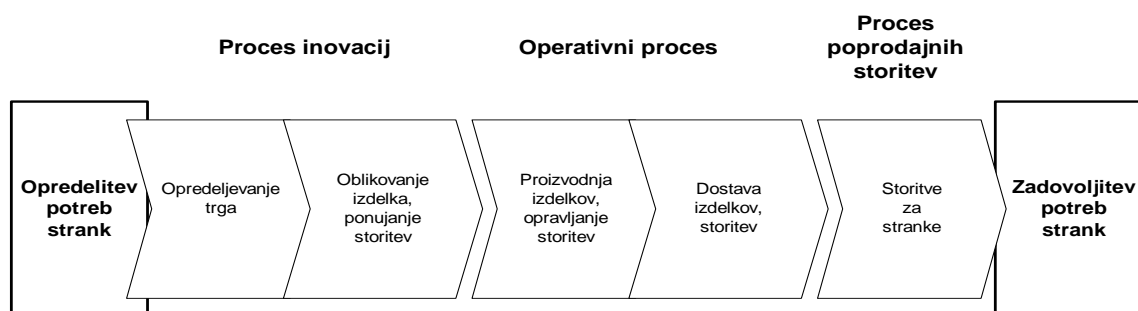 Proces inovacij
Operativni proces
Proces
poprodajnih
storitev
Opredelitev
potreb
strank
Opredeljevanje
trga
Oblikovanje
izdelka,
ponujanje
storitev
Proizvodnja
izdelkov,
opravljanje
storitev
Dostava
izdelkov,
storitev
Storitve
za
stranke
Zadovoljitev
potreb
strank